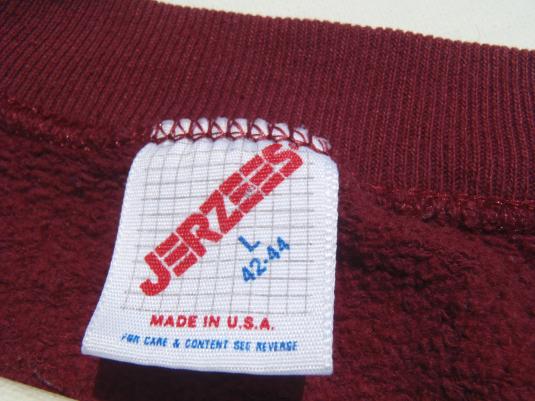 JERZEES
L
42-44
MADE IN U.S.A.
FOR CARE & CONTENT SEE REVERSE